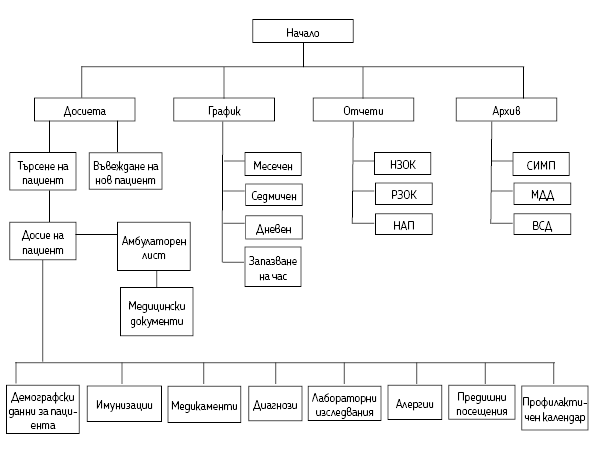 Начало
Досиета
График
Отчети
Архив
Търсене на
пациент
Въвеждане на
нов пациент
Месечен
Седмичен
Дневен
Запазване
на час
НЗОК
РЗОК
НАП
СИМП
МДД
ВСД
Досие на
пациент
Амбулаторен
лист
Медицински
документи
Демографски
данни за паци-
ента
Имунизации
Медикаменти
Диагнози
Лабораторни
изследвания
Алергии
Предишни
посещения
Профилакти-
чен календар